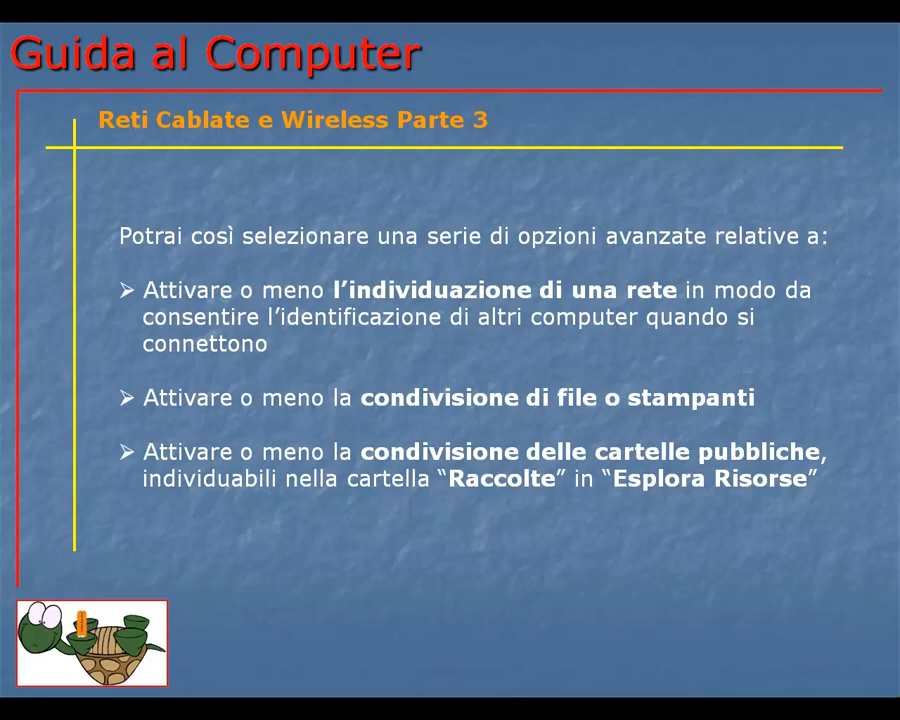 Guida al Computer
Reti Cablate e Wireless Parte 3
Potrai così selezionare una serie di opzioni avanzate relative a:
➢ Attivare o meno l’individuazione di una rete in modo da
consentire l’identificazione di altri computer quando si
connettono
➢ Attivare o meno la condivisione di file o stampanti
➢ Attivare o meno la condivisione delle cartelle pubbliche,
individuabili nella cartella “Raccolte” in “Esplora Risorse”